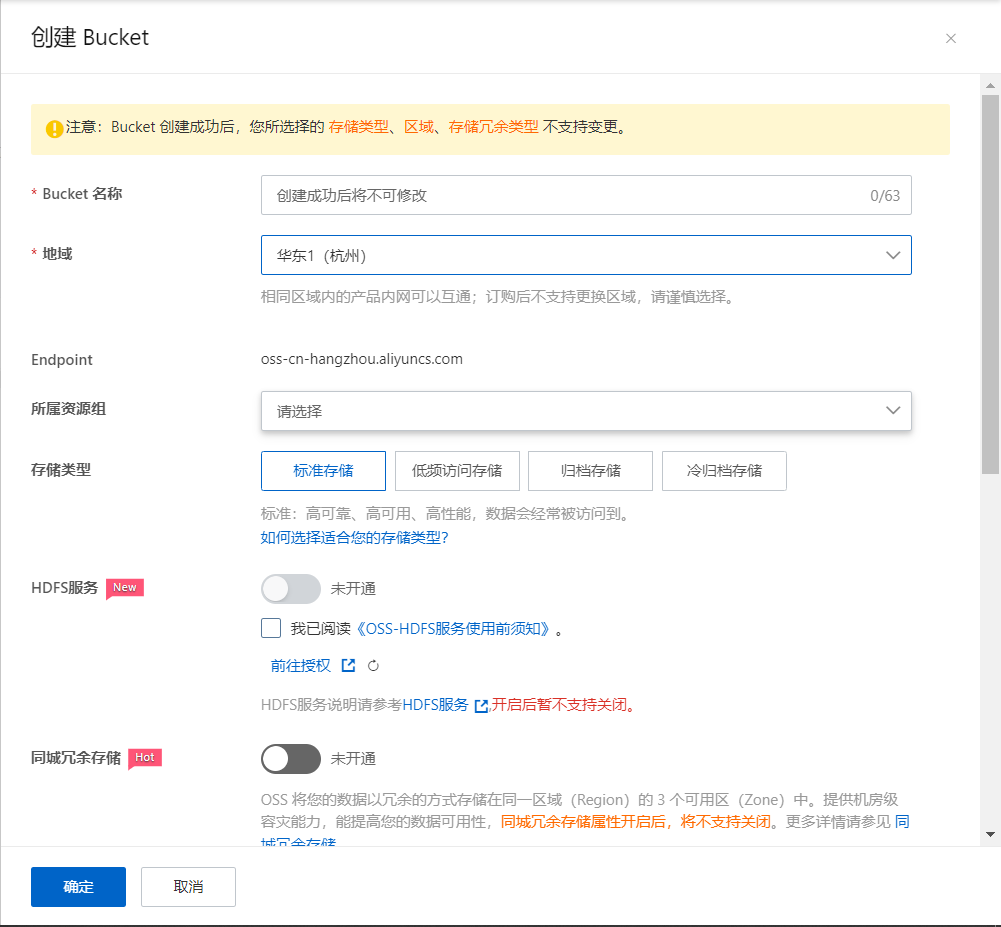 创建 Bucket
注意：Bucket 创建成功后，您所选择的 存储类型、区域、存储冗余类型 不支持变更。
* Bucket 名称
创建成功后将不可修改 0/63
* 地域
华东1（杭州）
相同区域内的产品内网可以互通；订购后不支持更换区域，请谨慎选择。
Endpoint
oss-cn-hangzhou.aliyuncs.com
所属资源组
请选择
存储类型
标准存储 低频访问存储 归档存储 冷归档存储
标准：高可靠、高可用、高性能，数据会经常被访问到。
如何选择适合您的存储类型?
HDFS服务 New
未开通
我已阅读《OSS-HDFS服务使用前须知》。
前往授权
HDFS服务说明请参考HDFS服务 ,开启后暂不支持关闭。
同城冗余存储 Hot
未开通
OSS 将您的数据以冗余的方式存储在同一区域（Region）的 3 个可用区（Zone）中。提供机房级
容灾能力，能提高您的数据可用性，同城冗余存储属性开启后，将不支持关闭。更多详情请参见 同
城冗余存储
确定 取消